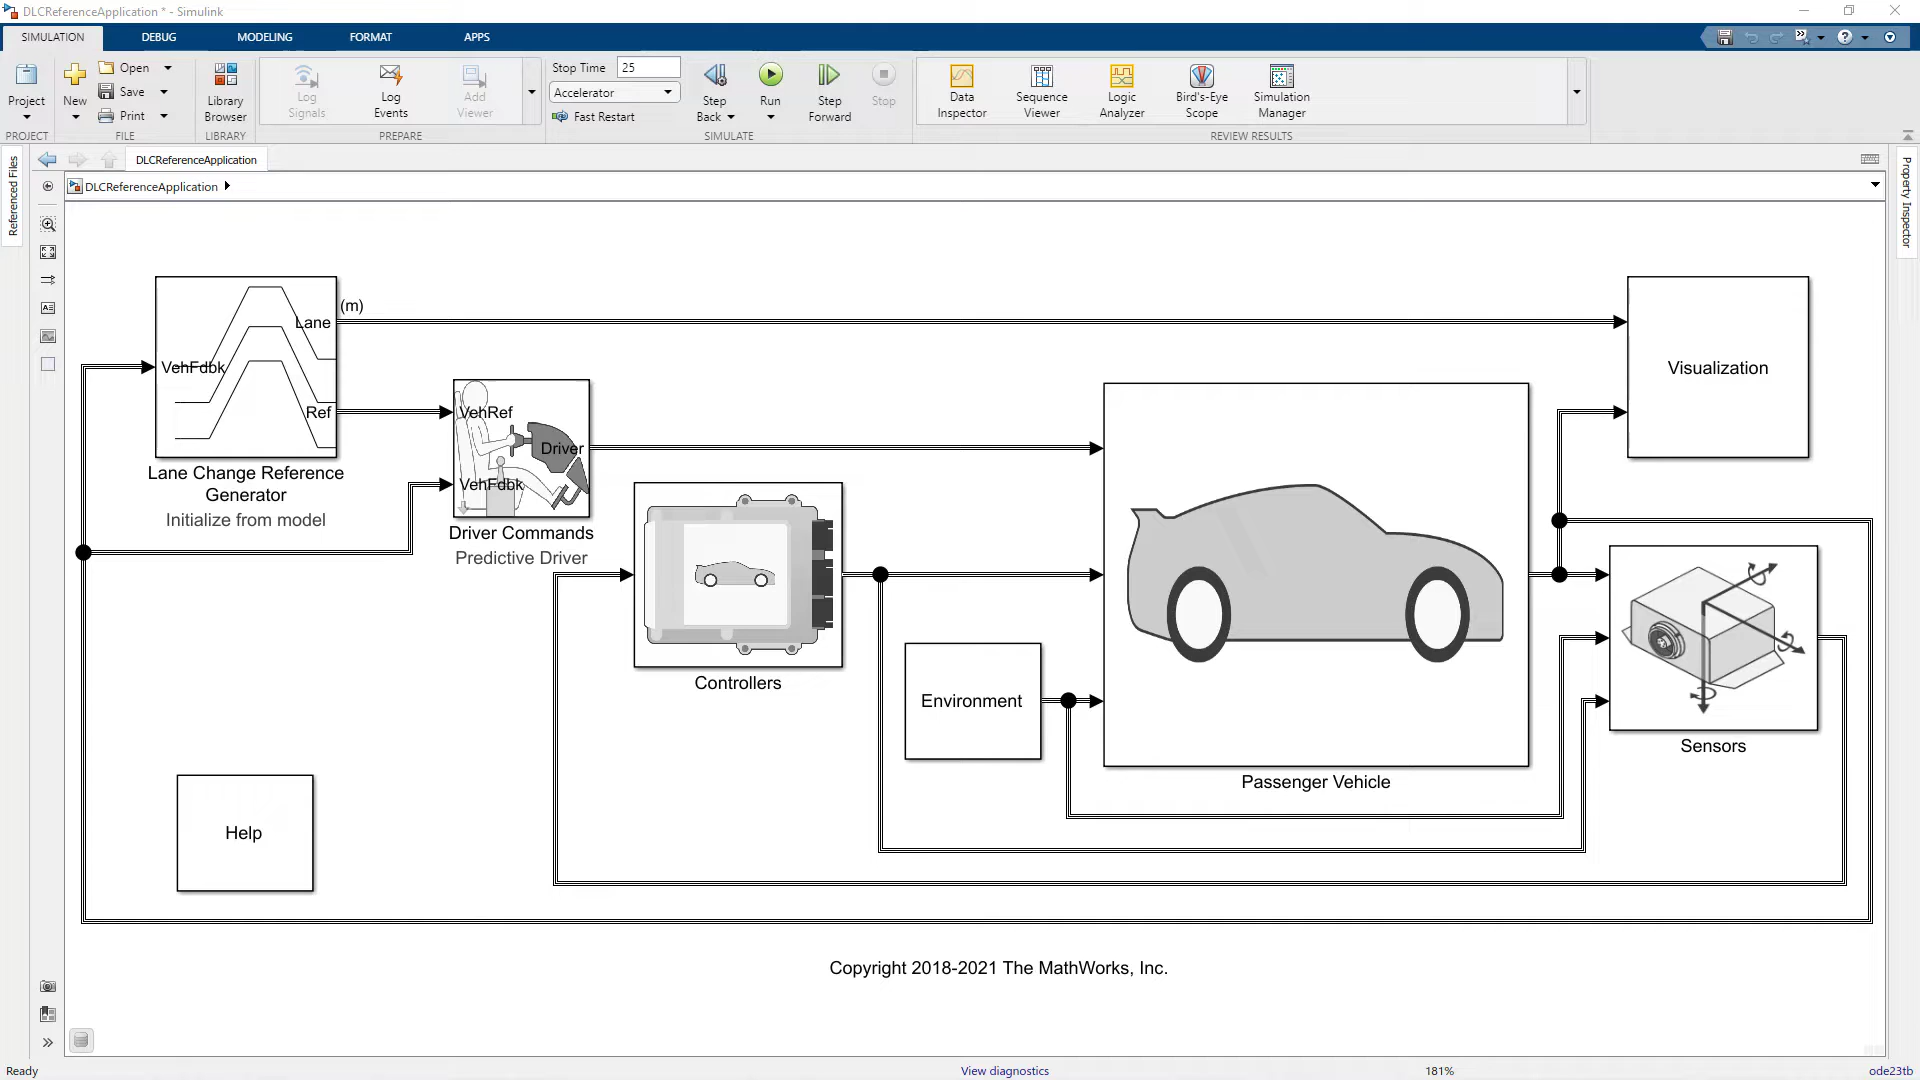 DLCReferenceApplication * - Simulink
SIMULATION DEBUG MODELING FORMAT APPS
Project
PROJECT
New
Open
Save
Print
FILE
Library
Browser
LIBRARY
Log
Signals
Log
Events
Add
Viewer
PREPARE
Stop Time 25
Accelerator
Fast Restart
Step
Back
Run
Step
Forward
Stop
SIMULATE
Data
Inspector
Sequence
Viewer
Logic
Analyzer
Bird's-Eye
Scope
Simulation
Manager
REVIEW RESULTS
Referenced Files
DLCReferenceApplication
DLCReferenceApplication
Property Inspector
(m)
Lane
VehFdbk
Ref
Lane Change Reference
Generator
Initialize from model
VehRef
Driver
VehFdbk
Driver Commands
Predictive Driver
Controllers
Environment
Passenger Vehicle
Visualization
Sensors
Help
Copyright 2018-2021 The MathWorks, Inc.
Ready
View diagnostics
181%
ode23tb